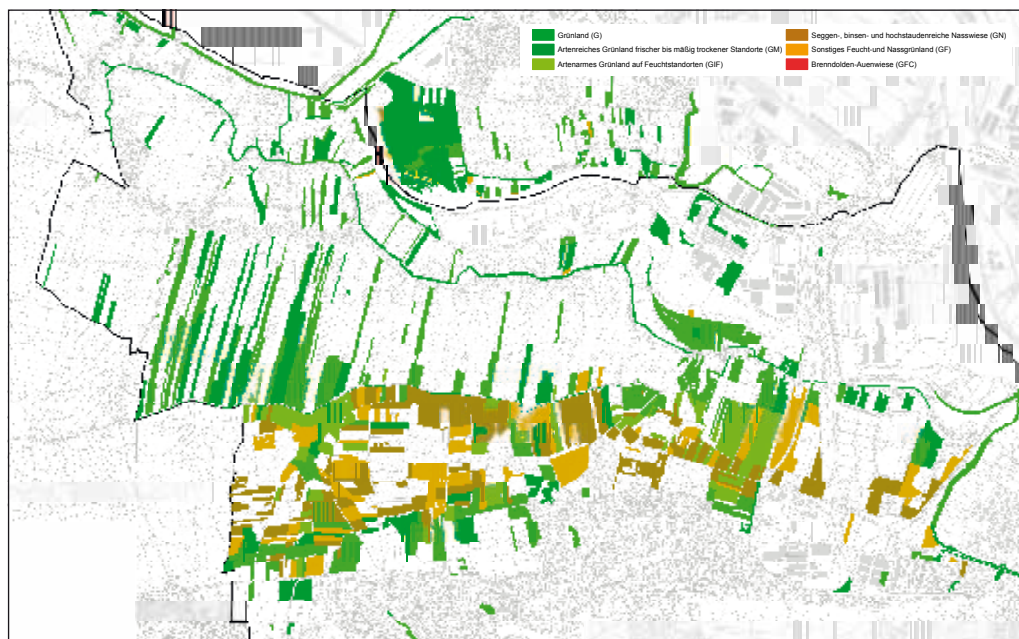 Grünland (G)
Artenreiches Grünland frischer bis mäßig trockener Standorte (GM)
Artenarmes Grünland auf Feuchtstandorten (GIF)
Seggen-, binsen- und hochstaudenreiche Nasswiese (GN)
Sonstiges Feucht-und Nassgrünland (GF)
Brenndolden-Auenwiese (GFC)